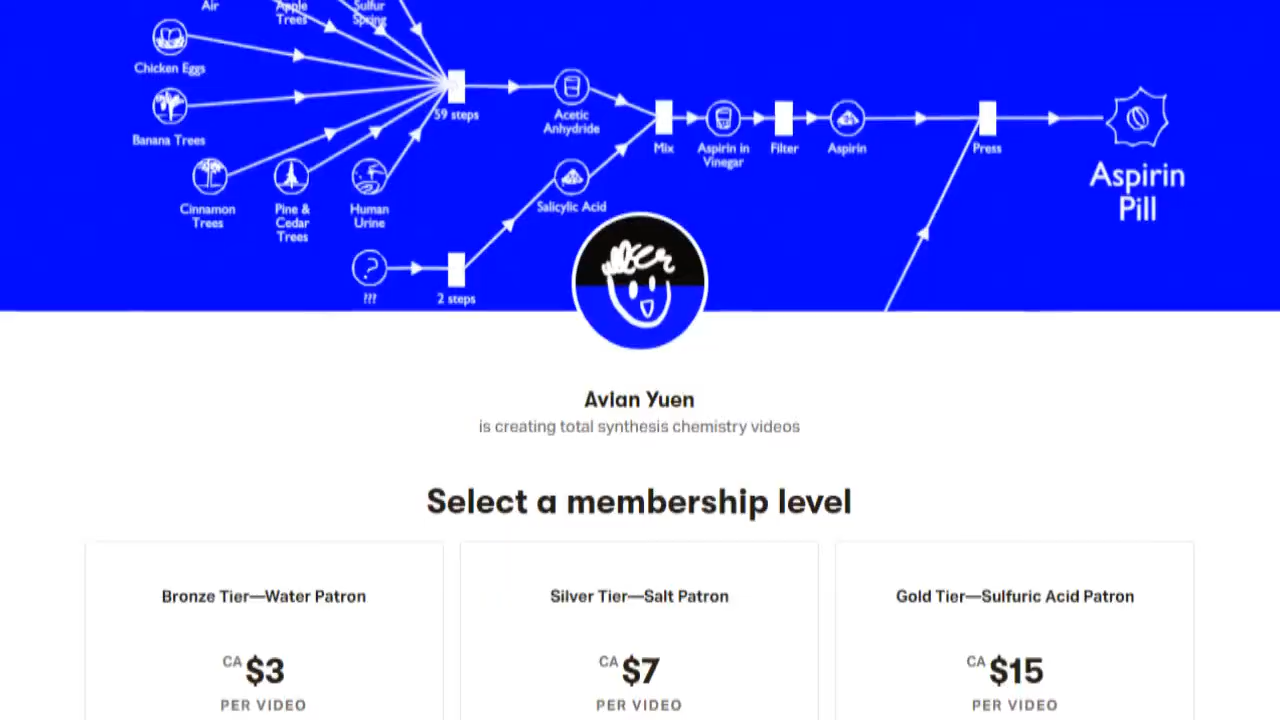 Air
Apple
Trees
Sulfur
Spring
Chicken Eggs
Banana Trees
59 steps
Acetic
Anhydride
Mix
Aspirin in
Vinegar
Filter
Aspirin
Press
Aspirin
Pill
Cinnamon
Trees
Pine &
Cedar
Trees
Human
Urine
Salicylic Acid
?
???
2 steps
Avian Yuen
is creating total synthesis chemistry videos
Select a membership level
Bronze Tier—Water Patron
CA $3
PER VIDEO
Silver Tier—Salt Patron
CA $7
PER VIDEO
Gold Tier—Sulfuric Acid Patron
CA $15
PER VIDEO